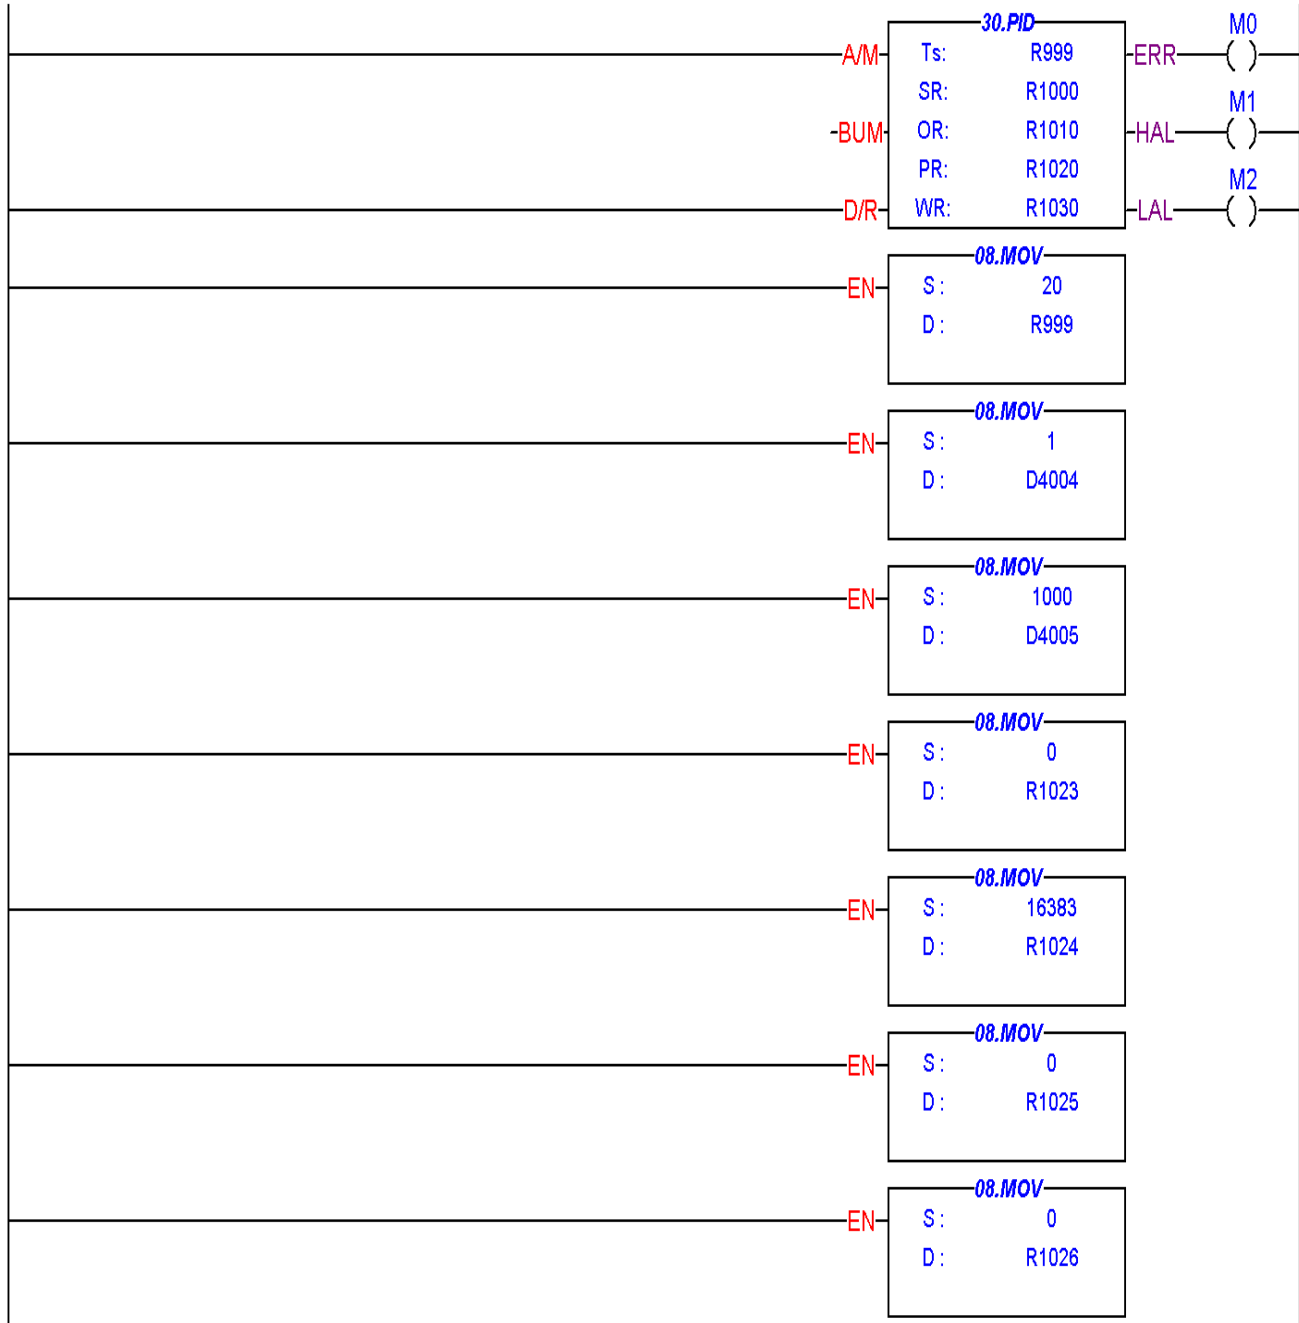 30.PID M0
A/M Ts: R999 ERR ( )
SR: R1000 M1
BUM OR: R1010 HAL ( )
PR: R1020 M2
D/R WR: R1030 LAL ( )
08.MOV
EN S : 20
D : R999
08.MOV
EN S : 1
D : D4004
08.MOV
EN S : 1000
D : D4005
08.MOV
EN S : 0
D : R1023
08.MOV
EN S : 16383
D : R1024
08.MOV
EN S : 0
D : R1025
08.MOV
EN S : 0
D : R1026